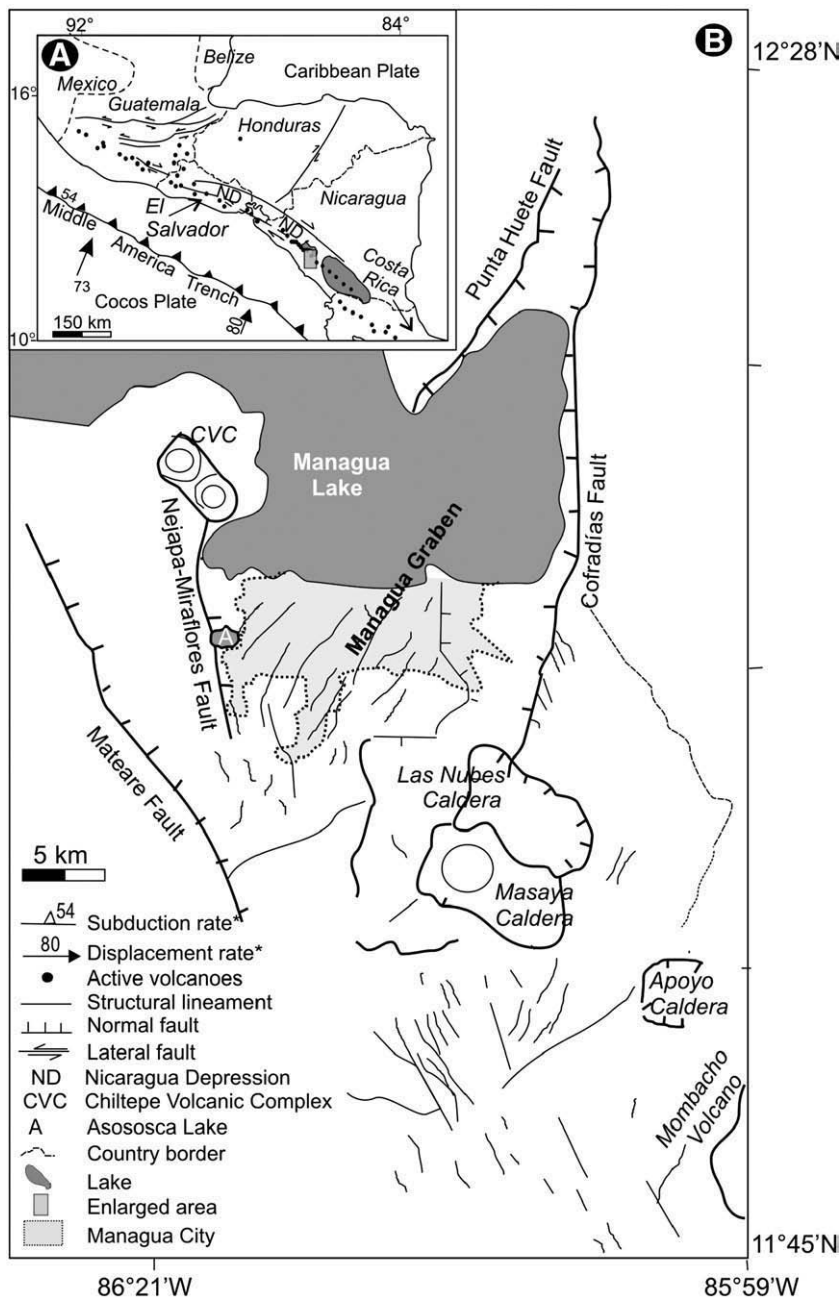 92°
84°
A
B
12°28'N
Belize
Caribbean Plate
Mexico
16°
Guatemala
Honduras
ND
Nicaragua
El
Salvador
ND
54
Middle
America
Trench
Costa
Rica
73
Cocos Plate
80
10°
150 km
Punta Huete Fault
CVC
Managua
Lake
Nejapa-Miraflores Fault
Managua Graben
Cofradías Fault
A
Mateare Fault
Las Nubes
Caldera
Masaya
Caldera
Apoyo
Caldera
Mombacho
Volcano
5 km
54 Subduction rate*
80 Displacement rate*
Active volcanoes
Structural lineament
Normal fault
Lateral fault
ND Nicaragua Depression
CVC Chiltepe Volcanic Complex
A Asososca Lake
Country border
Lake
Enlarged area
Managua City
11°45'N
86°21'W
85°59'W